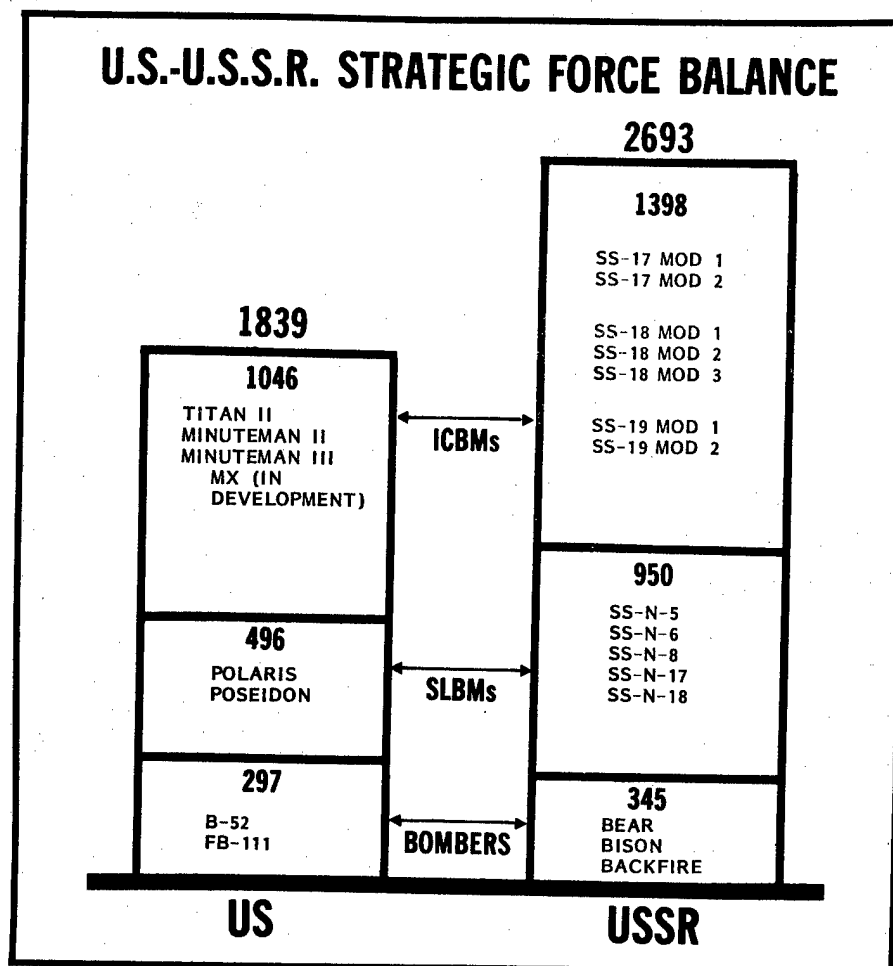 U.S.-U.S.S.R. STRATEGIC FORCE BALANCE
2693
1398
SS-17 MOD 1
SS-17 MOD 2
SS-18 MOD 1
SS-18 MOD 2
SS-18 MOD 3
SS-19 MOD 1
SS-19 MOD 2
1839
1046
TITAN II
MINUTEMAN II
MINUTEMAN III
MX (IN
DEVELOPMENT)
ICBMs
950
SS-N-5
SS-N-6
SS-N-8
SS-N-17
SS-N-18
496
POLARIS
POSEIDON
SLBMs
297
B-52
FB-111
BOMBERS
345
BEAR
BISON
BACKFIRE
US
USSR